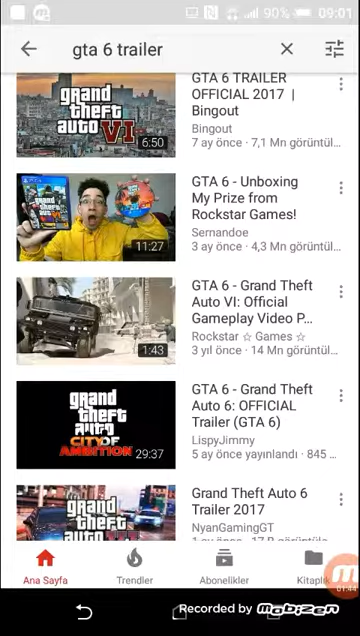 90% 09:01
gta 6 trailer
grand
theft
auto VI
6:50
GTA 6 TRAILER
OFFICIAL 2017 |
Bingout
Bingout
7 ay önce · 7,1 Mn görüntül...
11:27
GTA 6 - Unboxing
My Prize from
Rockstar Games!
Sernandoe
3 ay önce · 4,3 Mn görüntül...
1:43
GTA 6 - Grand Theft
Auto VI: Official
Gameplay Video P...
Rockstar ☆ Games ☆
3 yıl önce · 14 Mn görüntül...
grand
theft
auto
CITY OF
AMBITION
29:37
GTA 6 - Grand Theft
Auto 6: OFFICIAL
Trailer (GTA 6)
LispyJimmy
5 ay önce yayınlandı · 845 ...
grand
theft
Grand Theft Auto 6
Trailer 2017
NyanGamingGT
Ana Sayfa
Trendler
Abonelikler
Kitaplık
01:44
Recorded by mobizen